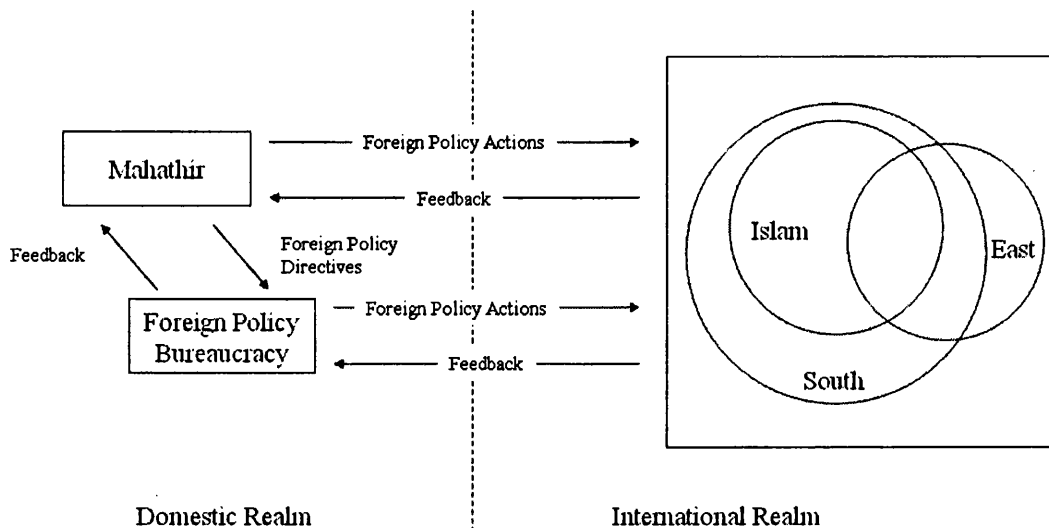 Foreign Policy Actions
Mahathir
Feedback
Islam
East
Feedback
Foreign Policy
Directives
Foreign Policy Actions
Foreign Policy
Bureaucracy
Feedback
South
Domestic Realm
International Realm